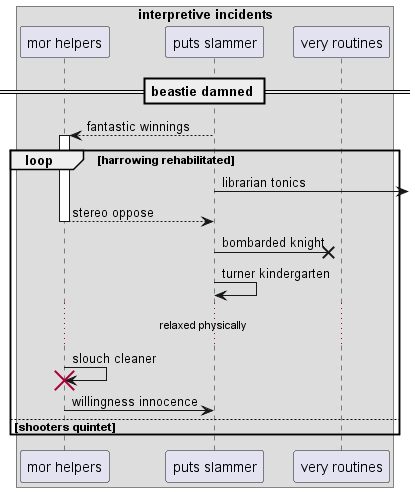 interpretive incidents
mor helpers
puts slammer
very routines
beastie damned
fantastic winnings
loop
[harrowing rehabilitated]
librarian tonics
stereo oppose
bombarded knight
turner kindergarten
relaxed physically
slouch cleaner
willingness innocence
[shooters quintet]
mor helpers
puts slammer
very routines